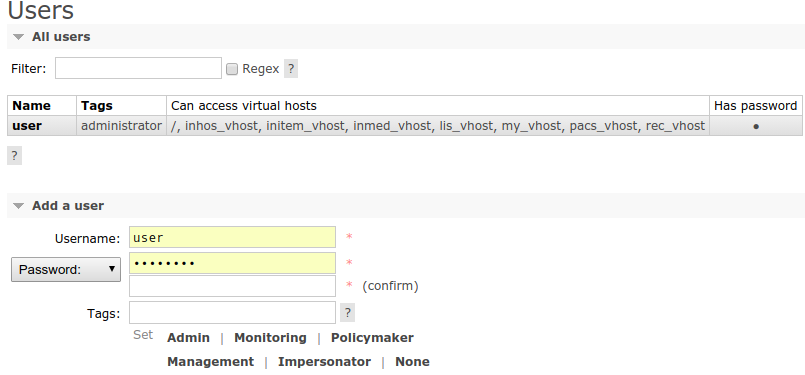 Users
All users
Filter: Regex ?
Name Tags Can access virtual hosts Has password
user administrator /, inhos_vhost, initem_vhost, inmed_vhost, lis_vhost, my_vhost, pacs_vhost, rec_vhost •
?
Add a user
Username: user *
Password: •••••••• *
* (confirm)
Tags: ?
Set Admin | Monitoring | Policymaker
Management | Impersonator | None